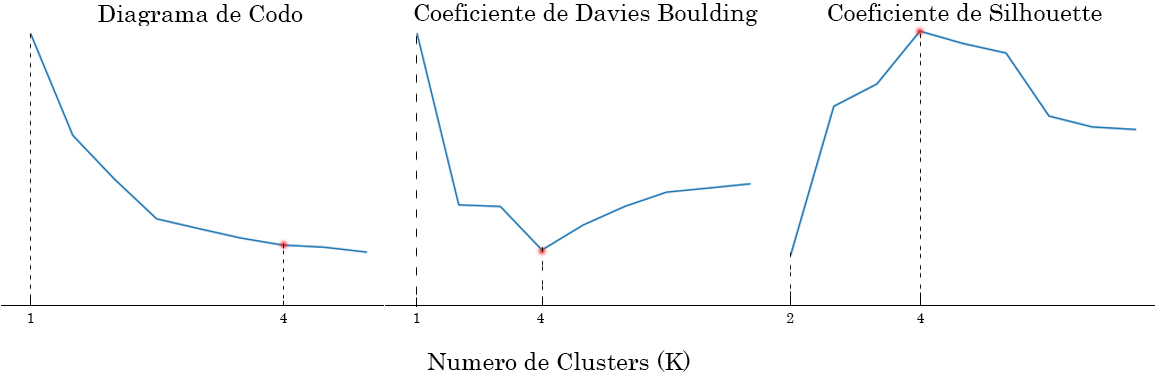 Diagrama de Codo
Coeficiente de Davies Boulding
Coeficiente de Silhouette
1
4
1
4
2
4
Numero de Clusters (K)